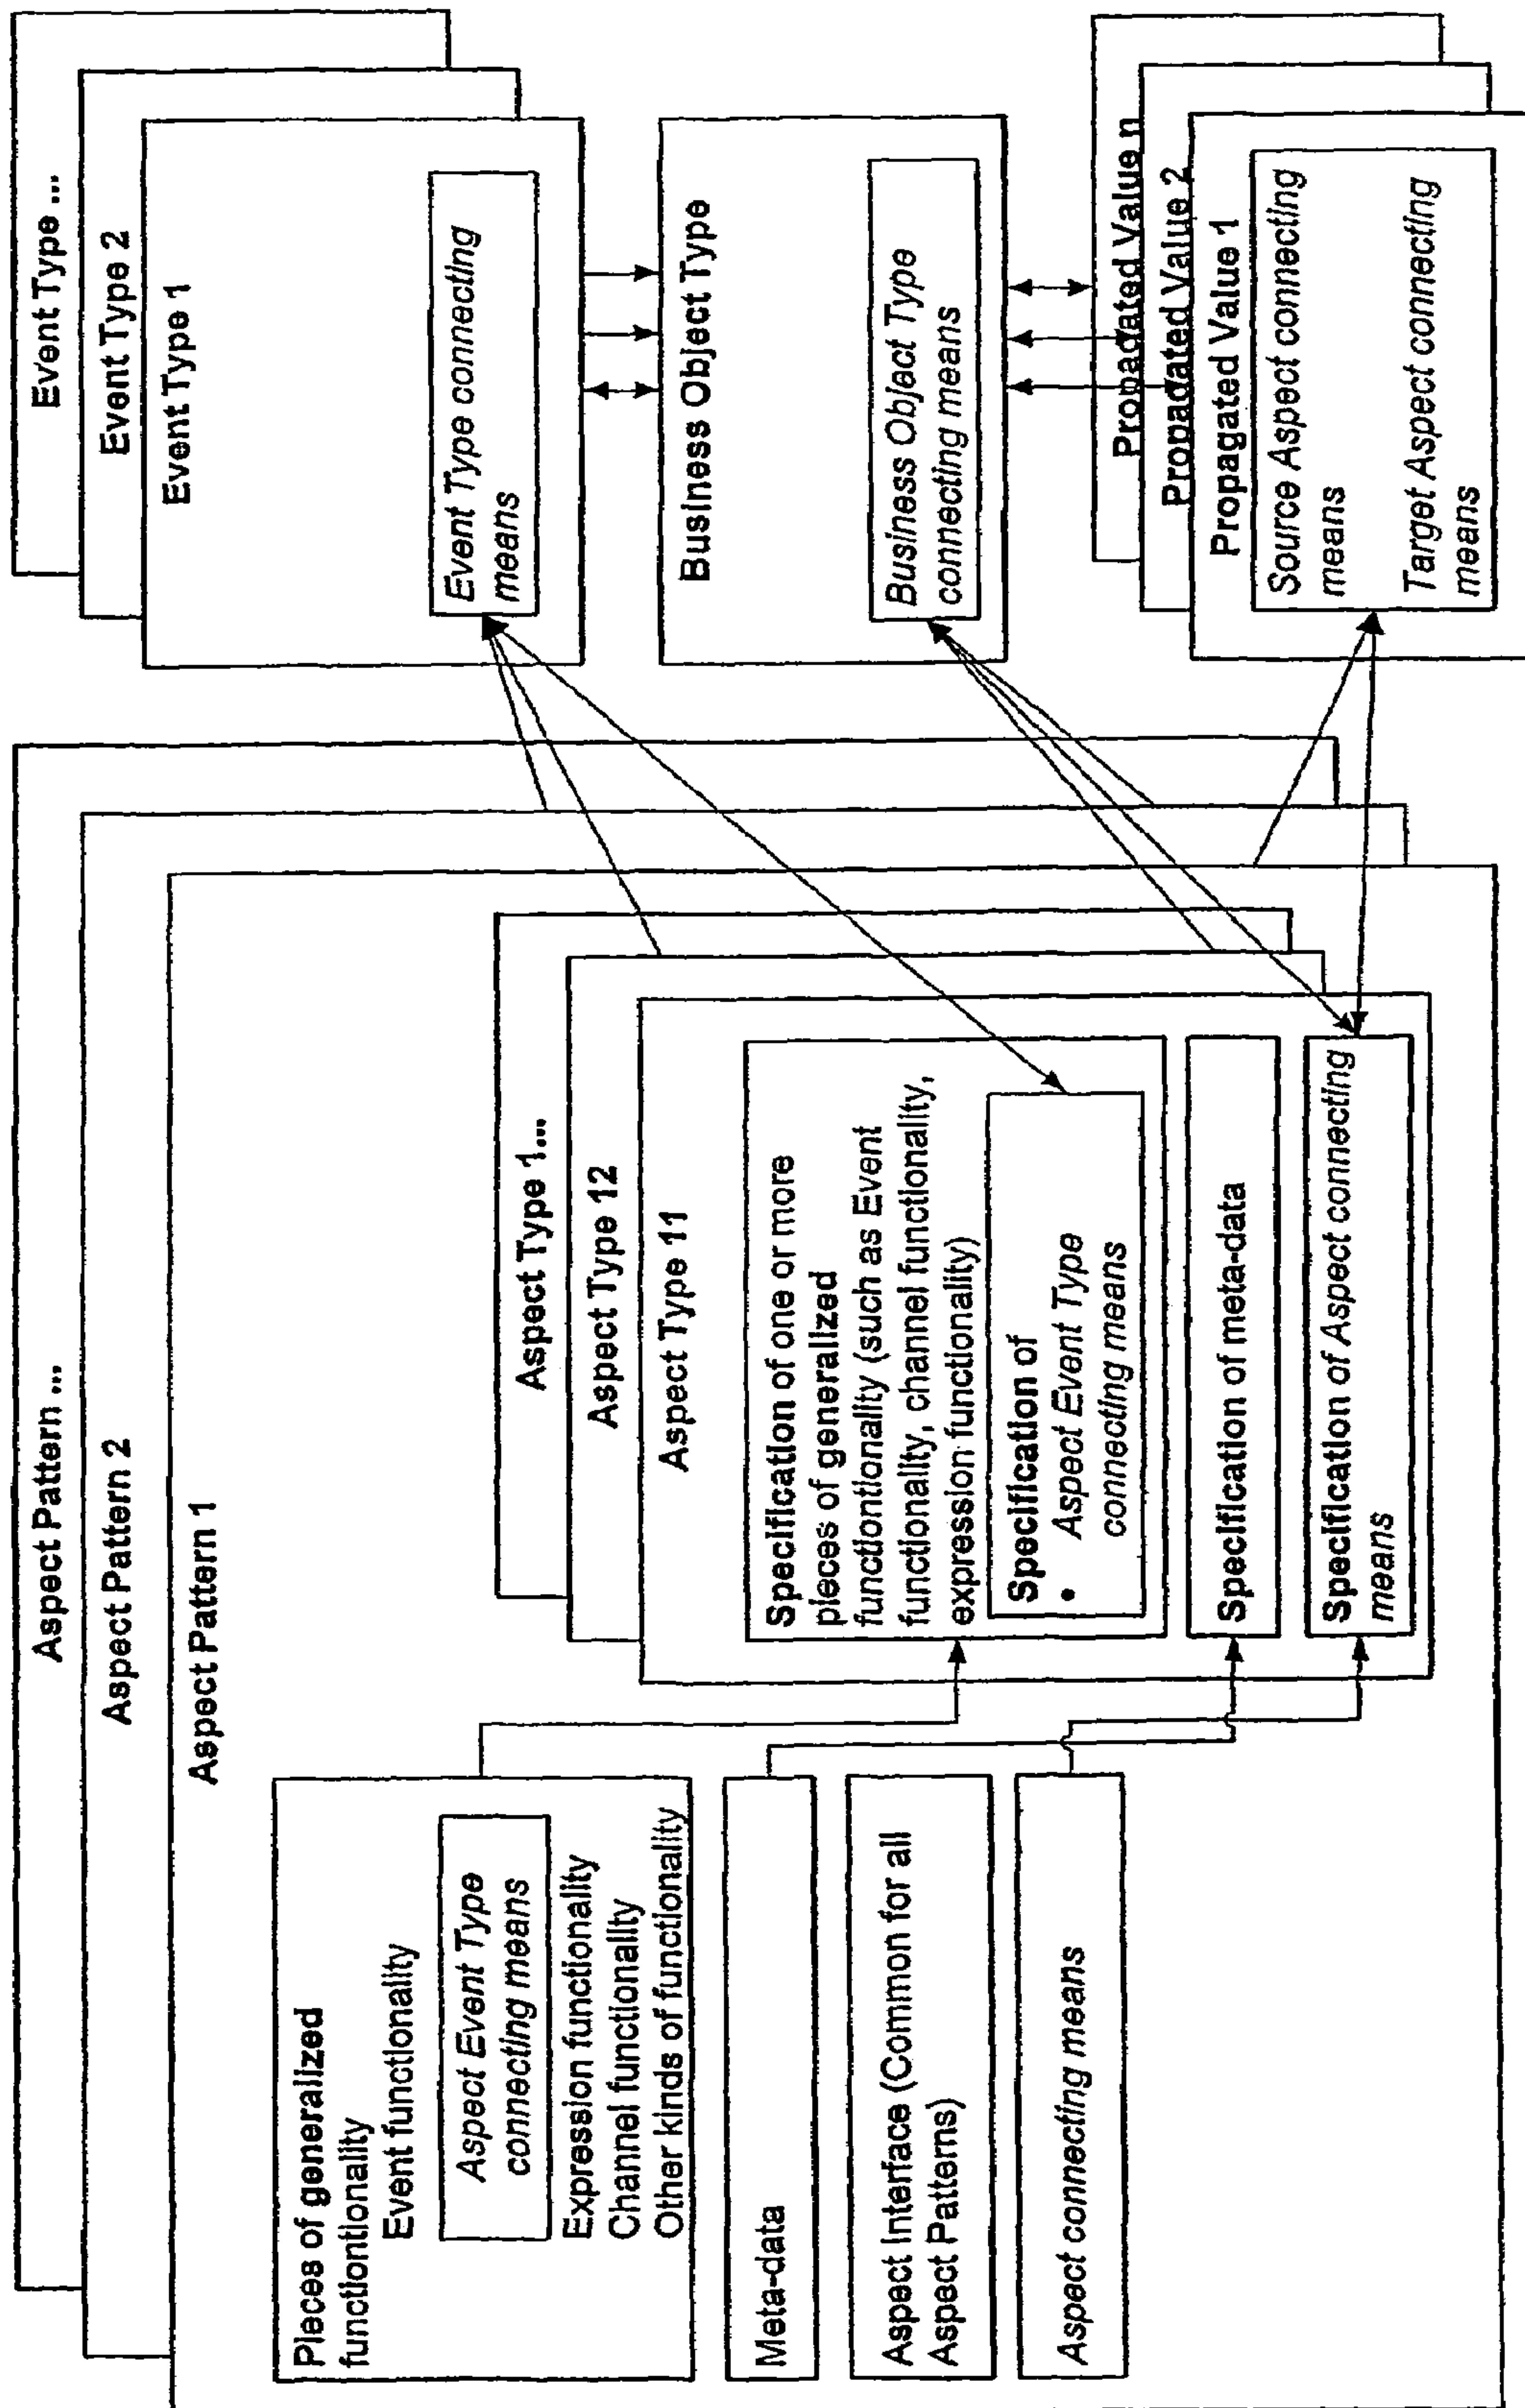 Aspect Pattern ...
Aspect Pattern 2
Aspect Pattern 1
Pieces of generalized
functiontionality
Event functionality
Aspect Event Type
connecting means
Expression functionality
Channel functionality
Other kinds of functionality
Meta-data
Aspect Interface (Common for all
Aspect Patterns)
Aspect connecting means
Aspect Type 1...
Aspect Type 12
Aspect Type 11
Specification of one or more
pieces of generalized
functiontionality (such as Event
functionality, channel functionality,
expression functionality)
Specification of
• Aspect Event Type
connecting means
Specification of meta-data
Specification of Aspect connecting
means
Event Type ...
Event Type 2
Event Type 1
Event Type connecting
means
Business Object Type
Business Object Type
connecting means
Propagated Value n
Propagated Value 2
Propagated Value 1
Source Aspect connecting
means
Target Aspect connecting
means